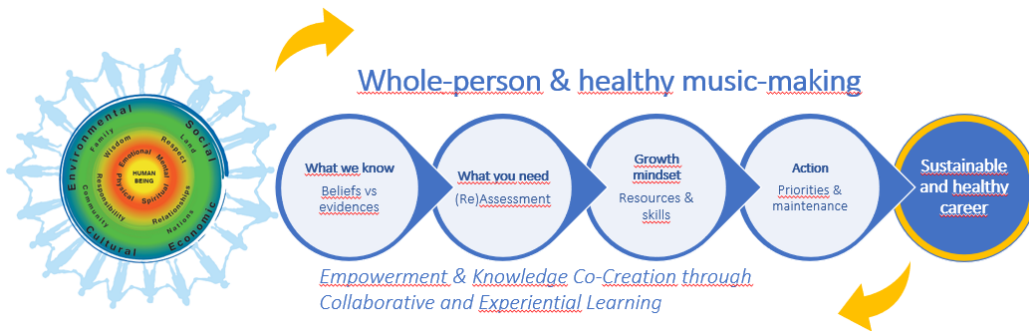 Whole-person & healthy music-making
Environmental
Social
Cultural
Economic
Family
Land
Community
Nations
Wisdom
Respect
Responsibility
Relationships
Emotional
Mental
Physical
Spiritual
HUMAN
BEING
What we know
Beliefs vs
evidences
What you need
(Re)Assessment
Growth
mindset
Resources &
skills
Action
Priorities &
maintenance
Sustainable
and healthy
career
Empowerment & Knowledge Co-Creation through
Collaborative and Experiential Learning